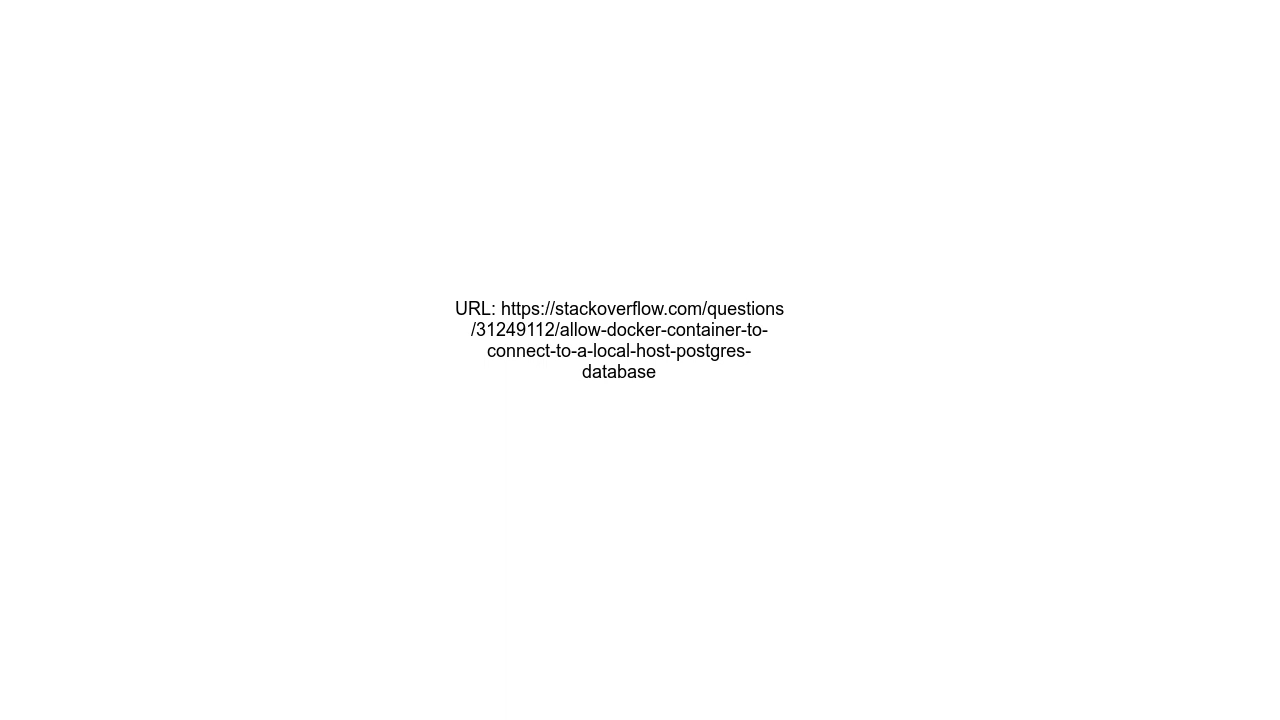 URL: https://stackoverflow.com/questions
/31249112/allow-docker-container-to-
connect-to-a-local-host-postgres-
database